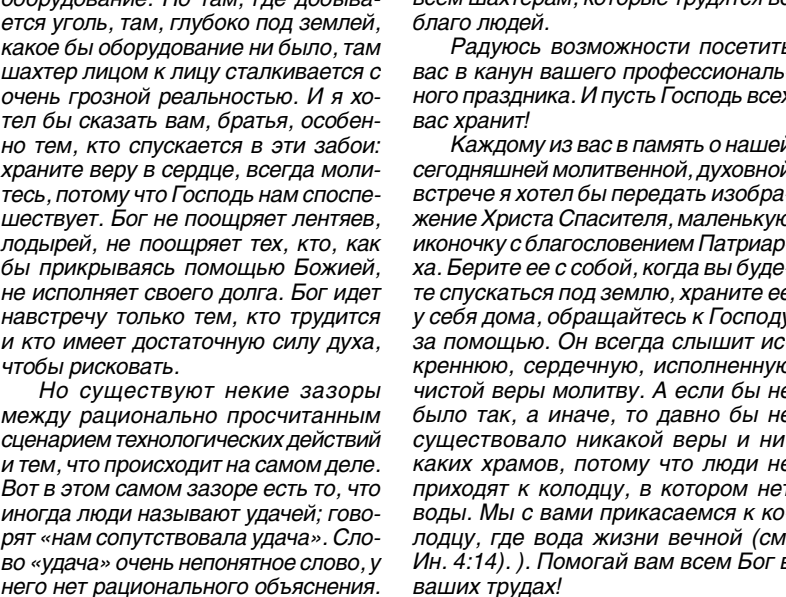 оборудование. Но там, где добыва-
ется уголь, там, глубоко под землей,
какое бы оборудование ни было, там
шахтер лицом к лицу сталкивается с
очень грозной реальностью. И я хо-
тел бы сказать вам, братья, особен-
но тем, кто спускается в эти забои:
храните веру в сердце, всегда моли-
тесь, потому что Господь нам споспе-
шествует. Бог не поощряет лентяев,
лодырей, не поощряет тех, кто, как
бы прикрываясь помощью Божией,
не исполняет своего долга. Бог идет
навстречу только тем, кто трудится
и кто имеет достаточную силу духа,
чтобы рисковать.
Но существуют некие зазоры
между рационально просчитанным
сценарием технологических действий
и тем, что происходит на самом деле.
Вот в этом самом зазоре есть то, что
иногда люди называют удачей; гово-
рят «нам сопутствовала удача». Сло-
во «удача» очень непонятное слово, у
него нет рационального объяснения.
всем шахтерам, которые трудятся во
благо людей.
Радуюсь возможности посетить
вас в канун вашего профессиональ-
ного праздника. И пусть Господь всех
вас хранит!
Каждому из вас в память о нашей
сегодняшней молитвенной, духовной
встрече я хотел бы передать изобра-
жение Христа Спасителя, маленькую
иконочку с благословением Патриар-
ха. Берите ее с собой, когда вы буде-
те спускаться под землю, храните ее
у себя дома, обращайтесь к Господу
за помощью. Он всегда слышит ис-
креннюю, сердечную, исполненную
чистой веры молитву. А если бы не
было так, а иначе, то давно бы не
существовало никакой веры и ни-
каких храмов, потому что люди не
приходят к колодцу, в котором нет
воды. Мы с вами прикасаемся к ко-
лодцу, где вода жизни вечной (см.
Ин. 4:14). ). Помогай вам всем Бог в
ваших трудах!